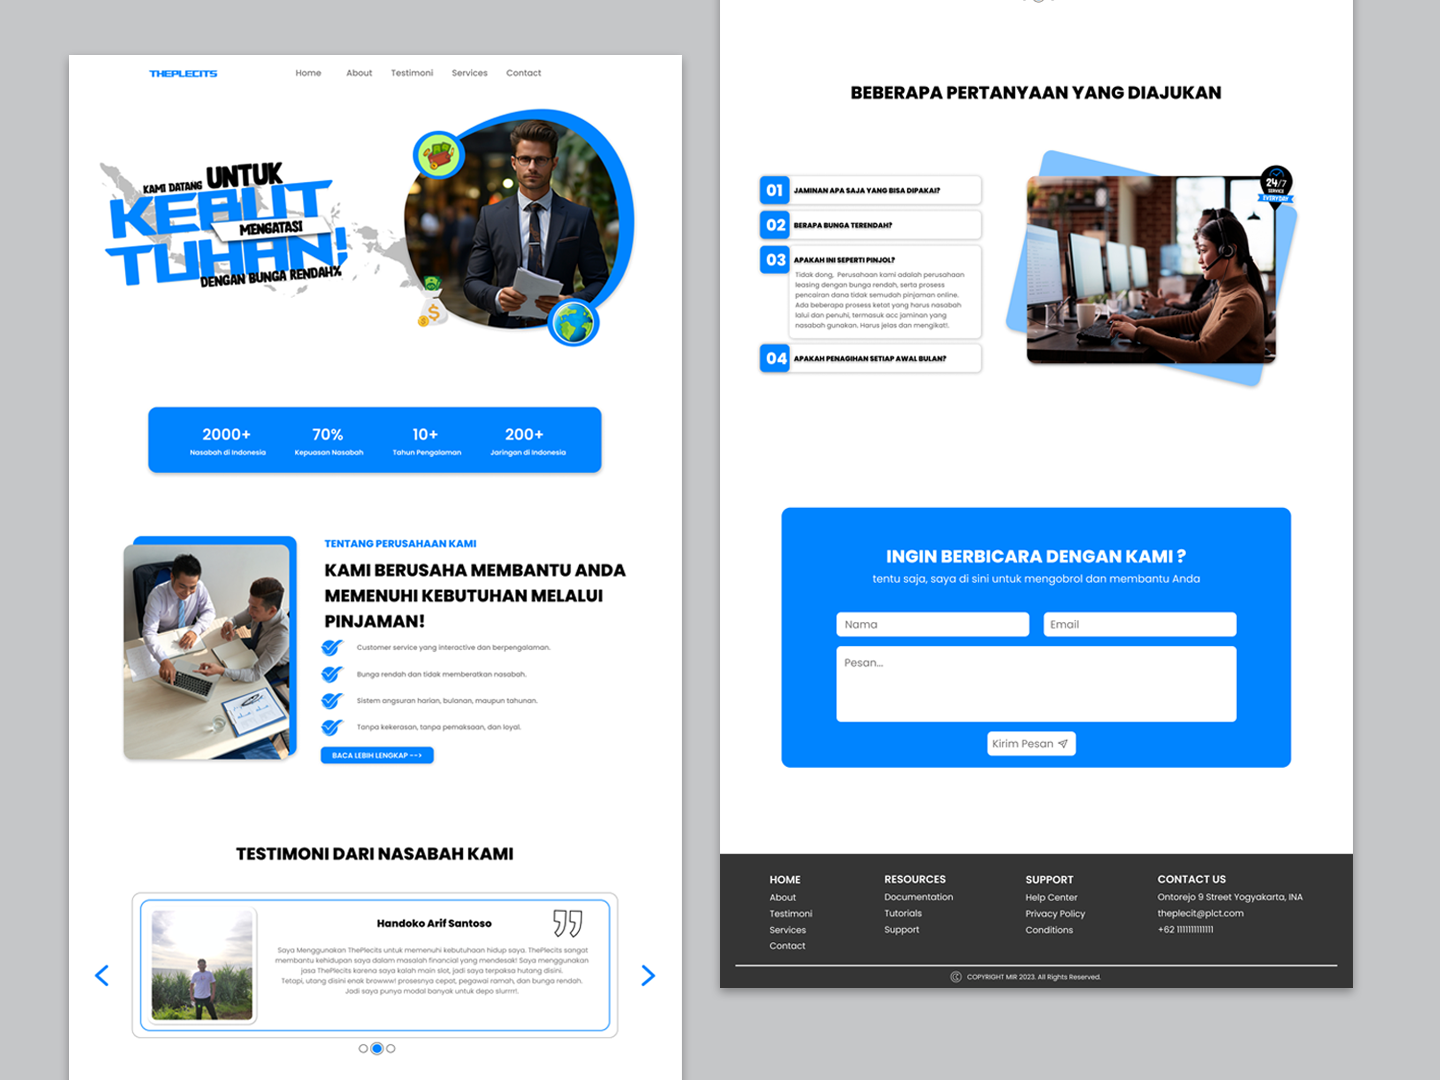 THEPLECITS
Home About Testimoni Services Contact
KAMI DATANG UNTUK
KEBUT
MENGATASI
TUHAN!
DENGAN BUNGA RENDAH%
2000+ 70% 10+ 200+
Nasabah di Indonesia Kepuasan Nasabah Tahun Pengalaman Jaringan di Indonesia
TENTANG PERUSAHAAN KAMI
KAMI BERUSAHA MEMBANTU ANDA
MEMENUHI KEBUTUHAN MELALUI
PINJAMAN!
Customer service yang interactive dan berpengalaman.
Bunga rendah dan tidak memberatkan nasabah.
Sistem angsuran harian, bulanan, maupun tahunan.
Tanpa kekerasan, tanpa pemaksaan, dan loyal.
BACA LEBIH LENGKAP -->
TESTIMONI DARI NASABAH KAMI
Handoko Arif Santoso
Saya Menggunakan ThePlecits untuk memenuhi kebutuhaan hidup saya. ThePlecits sangat
membantu kehidupan saya dalam masalah financial yang mendesak! Saya menggunakan
jasa ThePlecits karena saya kalah main slot, jadi saya terpaksa hutang disini.
Tetapi, utang disini enak browww! prosesnya cepat, pegawai ramah, dan bunga rendah.
Jadi saya punya modal banyak untuk depo slurrrr!.
BEBERAPA PERTANYAAN YANG DIAJUKAN
01 JAMINAN APA SAJA YANG BISA DIPAKAI?
02 BERAPA BUNGA TERENDAH?
03 APAKAH INI SEPERTI PINJOL?
Tidak dong, Perusahaan kami adalah perusahaan
leasing dengan bunga rendah, serta prosess
pencairan dana tidak semudah pinjaman online.
Ada beberapa prosess ketat yang harus nasabah
lalui dan penuhi, termasuk acc jaminan yang
nasabah gunakan. Harus jelas dan mengikat!.
04 APAKAH PENAGIHAN SETIAP AWAL BULAN?
24/7
SERVICE
EVERYDAY
INGIN BERBICARA DENGAN KAMI ?
tentu saja, saya di sini untuk mengobrol dan membantu Anda
Nama Email
Pesan...
Kirim Pesan
HOME RESOURCES SUPPORT CONTACT US
About Documentation Help Center Ontorejo 9 Street Yogyakarta, INA
Testimoni Tutorials Privacy Policy theplecit@plct.com
Services Support Conditions +62 1111111111111
Contact
COPYRIGHT MIR 2023. All Rights Reserved.